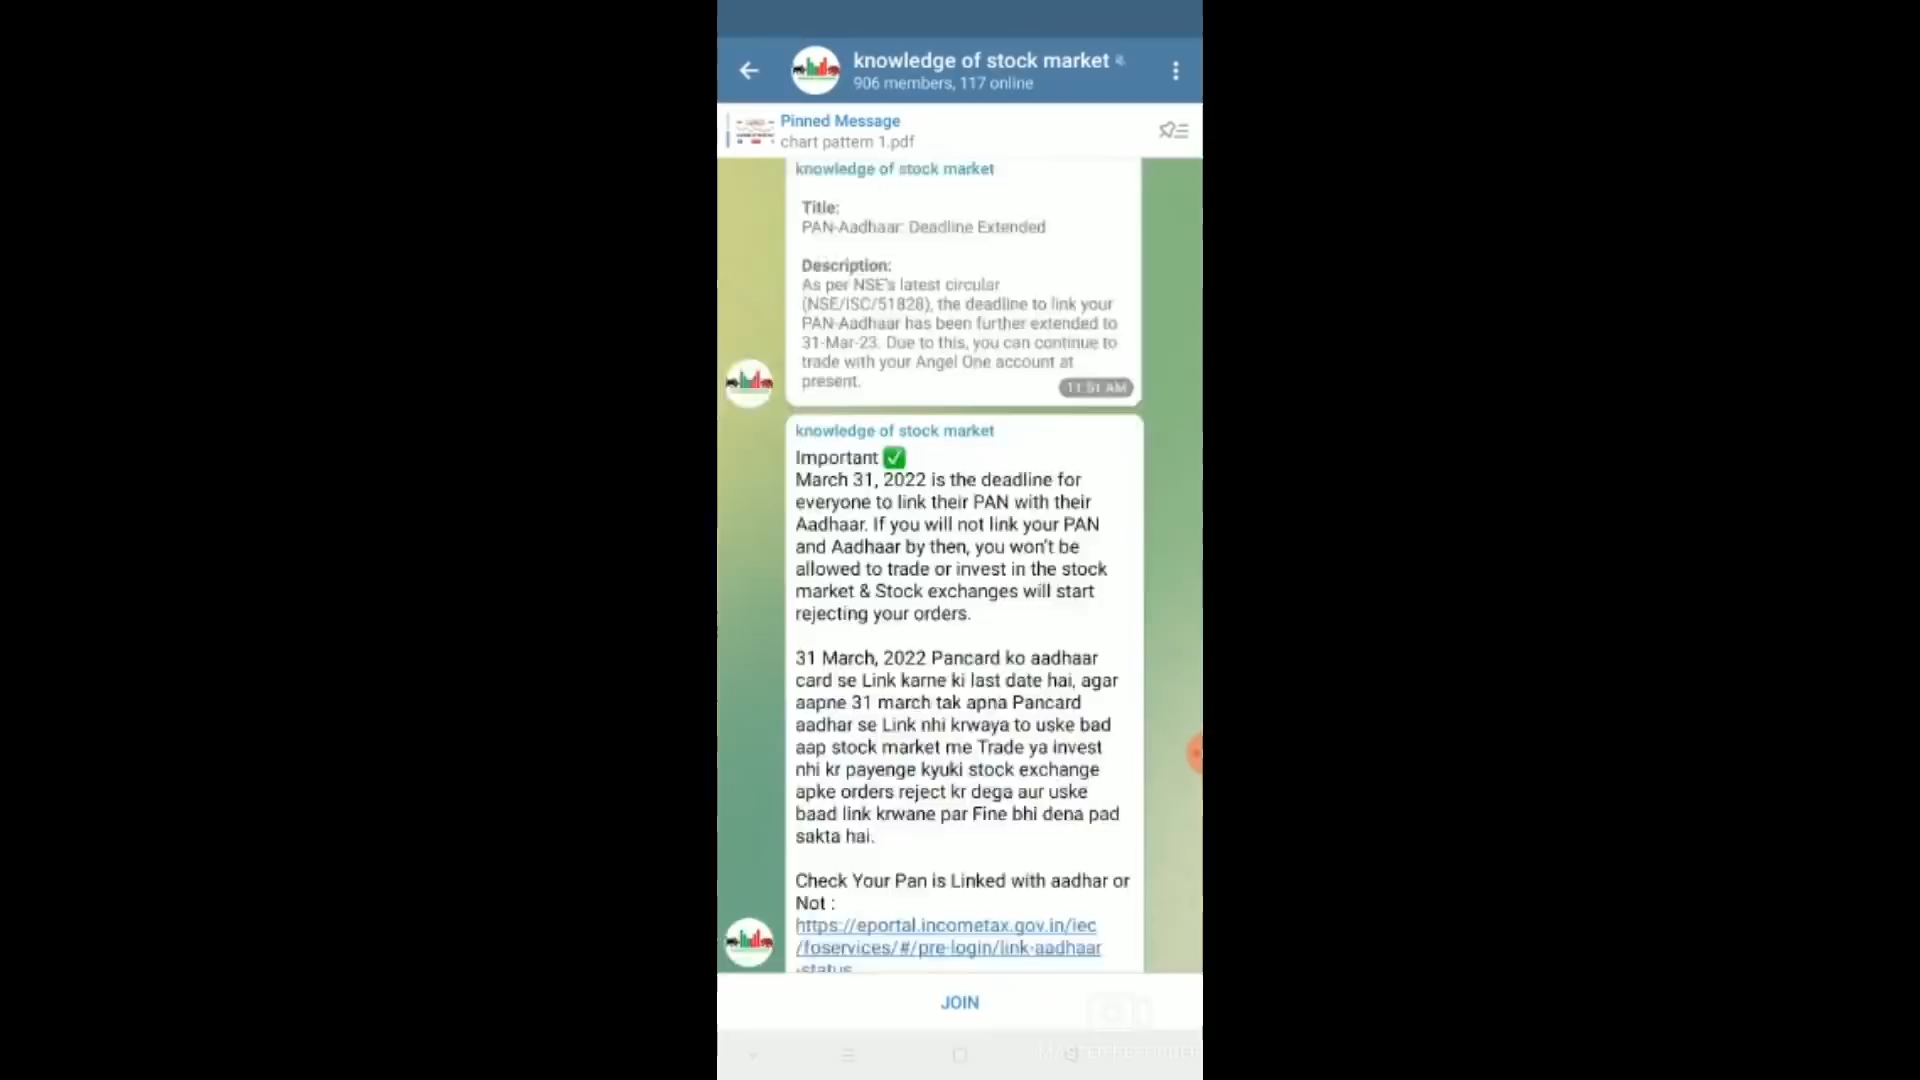 knowledge of stock market
906 members, 117 online
Pinned Message
chart pattern 1.pdf
knowledge of stock market
Title:
PAN-Aadhaar: Deadline Extended
Description:
As per NSE's latest circular
(NSE/ISC/51828), the deadline to link your
PAN-Aadhaar has been further extended to
31-Mar-23. Due to this, you can continue to
trade with your Angel One account at
present.
11:51 AM
knowledge of stock market
Important ✅
March 31, 2022 is the deadline for
everyone to link their PAN with their
Aadhaar. If you will not link your PAN
and Aadhaar by then, you won't be
allowed to trade or invest in the stock
market & Stock exchanges will start
rejecting your orders.
31 March, 2022 Pancard ko aadhaar
card se Link karne ki last date hai, agar
aapne 31 march tak apna Pancard
aadhar se Link nhi krwaya to uske bad
aap stock market me Trade ya invest
nhi kr payenge kyuki stock exchange
apke orders reject kr dega aur uske
baad link krwane par Fine bhi dena pad
sakta hai.
Check Your Pan is Linked with aadhar or
Not :
https://eportal.incometax.gov.in/iec
/foservices/#/pre-login/link-aadhaar
-status
JOIN